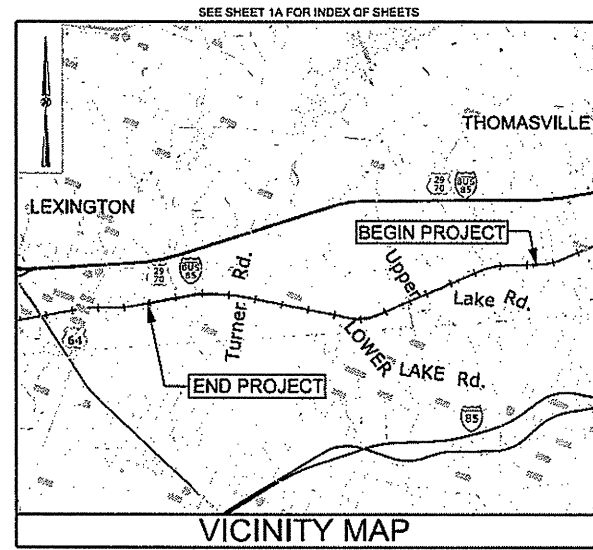 SEE SHEET 1A FOR INDEX OF SHEETS
THOMASVILLE
29
70
BUS
85
LEXINGTON
BEGIN PROJECT
29
70
BUS
85
Turner Rd.
Upper Lake Rd.
64
LOWER LAKE Rd.
END PROJECT
85
VICINITY MAP